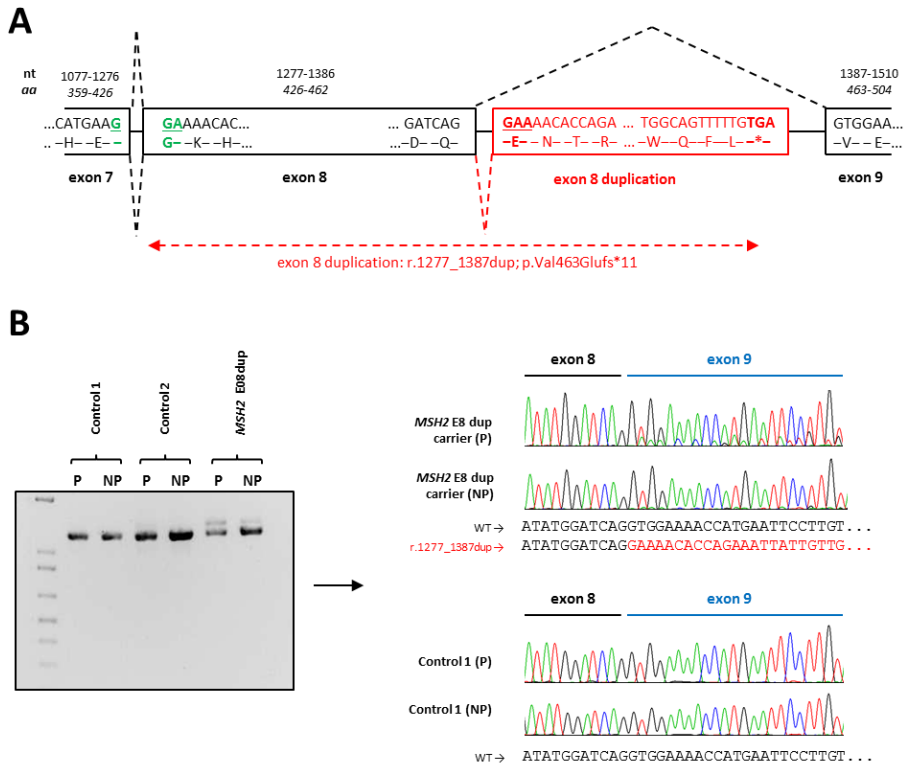 A
nt
aa
1077-1276
359-426
1277-1386
426-462
1387-1510
463-504
...CATGAAG
GAAAACAC...
...GATCAG
GAAAACACCAGA ... TGGCAGTTTTTGTGA
GTGGAA...
..–H––E––
G––K––H...
...–D––Q–
–E––N––T––R- ...–W––Q––F––L––*–
–V––E–...
exon 7
exon 8
exon 8 duplication
exon 9
exon 8 duplication: r.1277_1387dup; p.Val463Glufs*11
B
Control 1
Control 2
MSH2 E08 dup
P NP P NP P NP
exon 8 exon 9
MSH2 E8 dup
carrier (P)
MSH2 E8 dup
carrier (NP)
WT → ATATGGATCAGGTGGAAAACCATGAATTCCTTGT...
r.1277_1387dup → ATATGGATCAGGAAAACACCAGAAATTATTGTTG...
exon 8 exon 9
Control 1 (P)
Control 1 (NP)
WT → ATATGGATCAGGTGGAAAACCATGAATTCCTTGT...